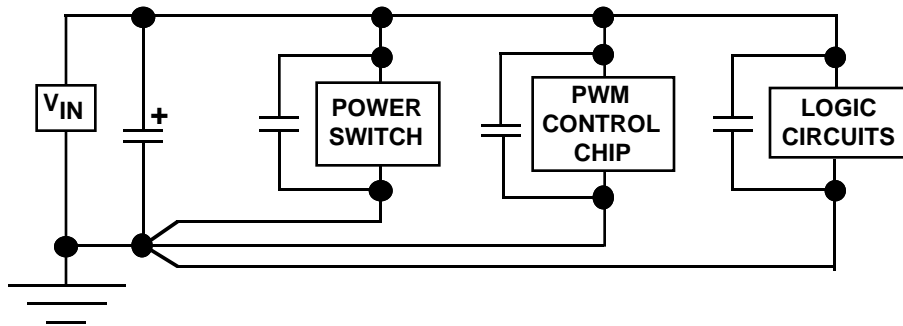 VIN
+
POWER
SWITCH
PWM
CONTROL
CHIP
LOGIC
CIRCUITS